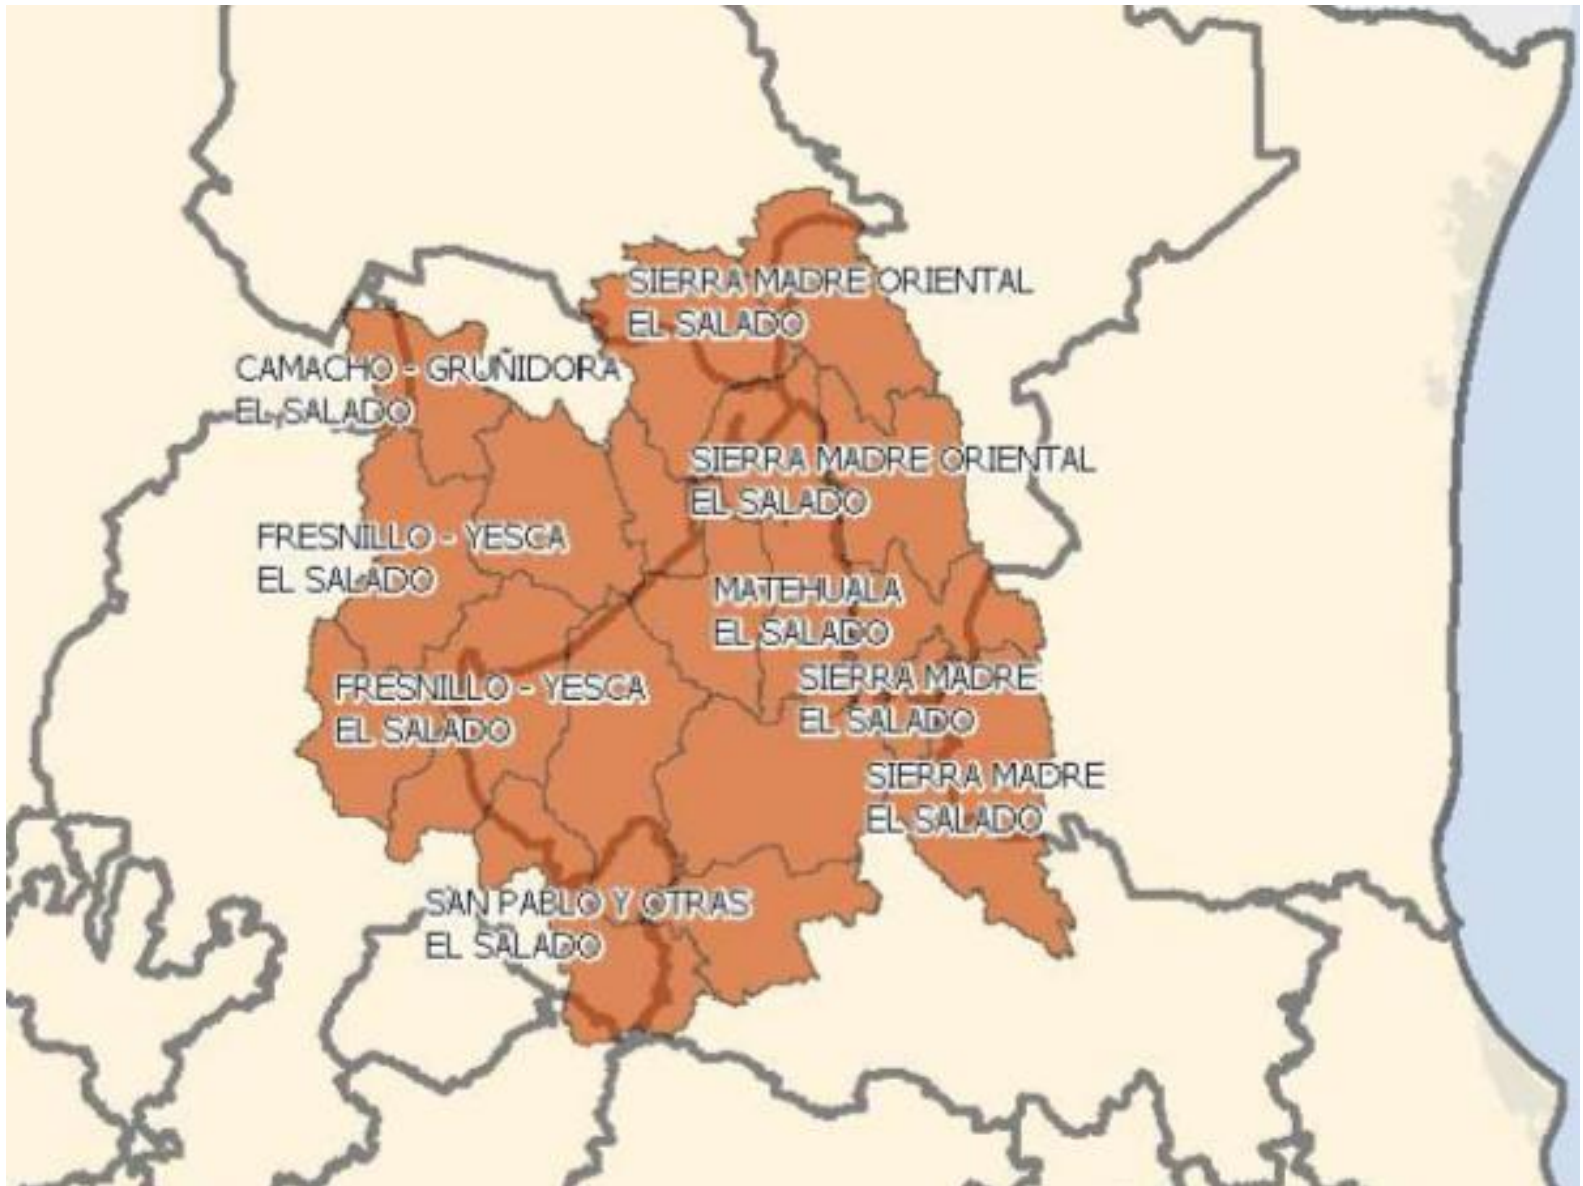 SIERRA MADRE ORIENTAL
EL SALADO
CAMACHO - GRUÑIDORA
EL SALADO
SIERRA MADRE ORIENTAL
EL SALADO
FRESNILLO - YESCA
EL SALADO
MATEHUALA
EL SALADO
SIERRA MADRE
EL SALADO
FRESNILLO - YESCA
EL SALADO
SIERRA MADRE
EL SALADO
SAN PABLO Y OTRAS
EL SALADO